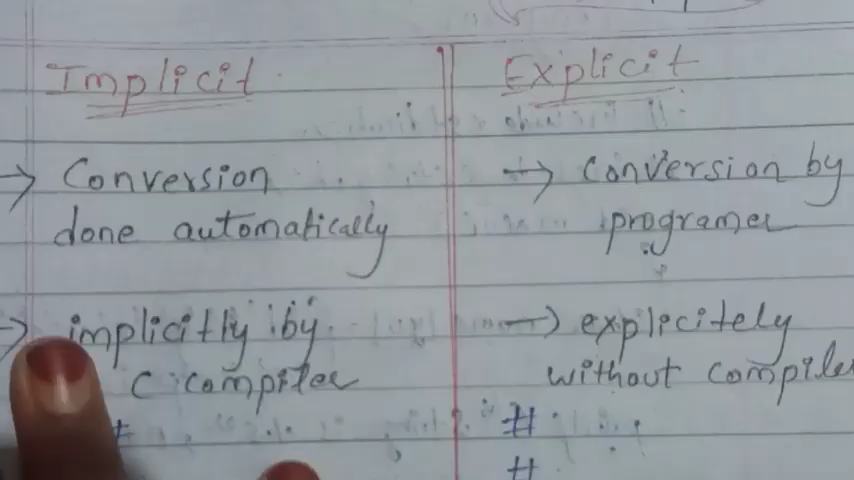 Implicit
→ Conversion
done automatically
→ implicitly by
C compiler
#
Explicit
→ Conversion by
programer
→ explicitely
without compiler
#
#